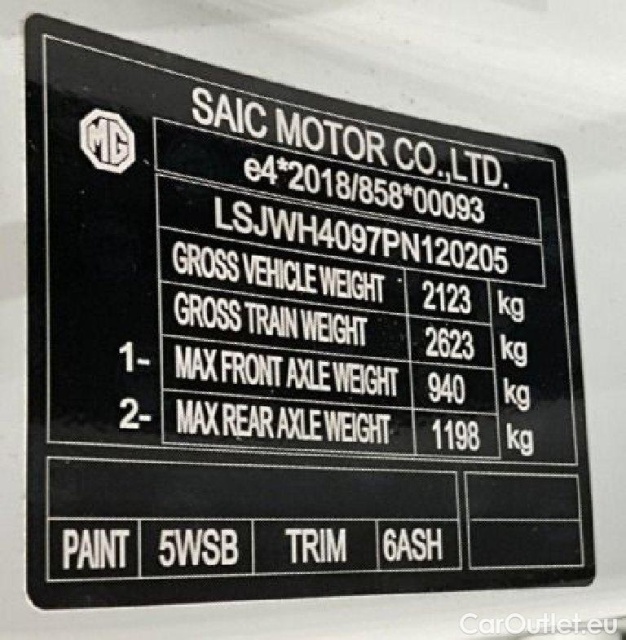 SAIC MOTOR CO.,LTD.
MG
e4*2018/858*00093
LSJWH4097PN120205
GROSS VEHICLE WEIGHT 2123 kg
GROSS TRAIN WEIGHT 2623 kg
1- MAX FRONT AXLE WEIGHT 940 kg
2- MAX REAR AXLE WEIGHT 1198 kg
PAINT 5WSB TRIM 6ASH
CarOutlet.eu